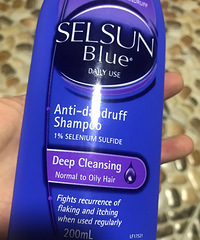 DANDRUFF
SELSUN
Blue®
DAILY USE
Anti-dandruff
Shampoo
1% SELENIUM SULFIDE
Deep Cleansing
Normal to Oily Hair
Fights recurrence of
flaking and itching
when used regularly
200mL